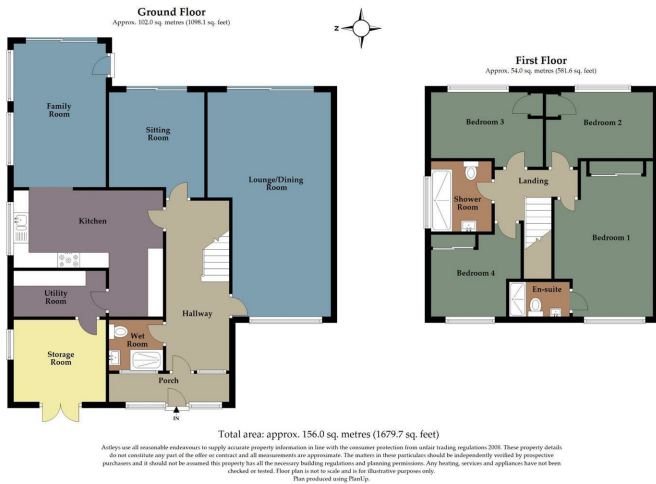 Ground Floor
Approx. 102.0 sq. metres (1098.1 sq. feet)
Z
First Floor
Approx. 54.0 sq. metres (581.6 sq. feet)
Family
Room
Sitting
Room
Lounge/Dining
Room
Kitchen
Utility
Room
Storage
Room
Wet
Room
Hallway
Porch
IN
Bedroom 3
Bedroom 2
Landing
Shower
Room
Bedroom 1
Bedroom 4
En-suite
Total area: approx. 156.0 sq. metres (1679.7 sq. feet)
Astleys use all reasonable endeavours to supply accurate property information in line with the consumer protection from unfair trading regulations 2008. These property details
do not constitute any part of the offer or contract and all measurements are approximate. The matters in these particulars should be independently verified by prospective
purchasers and it should not be assumed this property has all the necessary building regulations and planning permissions. Any heating, services and appliances have not been
checked or tested. Floor plan is not to scale and is for illustrative purposes only.
Plan produced using PlanUp.